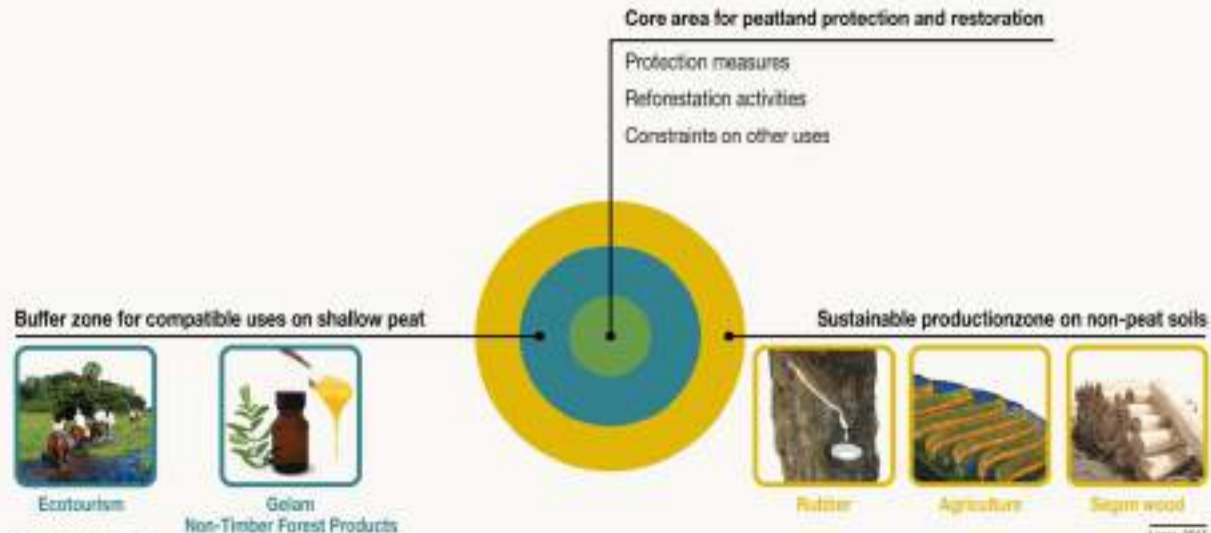 Core area for peatland protection and restoration
Protection measures
Reforestation activities
Constraints on other uses
Buffer zone for compatible uses on shallow peat
Sustainable productionzone on non-peat soils
Ecotourism
Gelam
Non-Timber Forest Products
Rubber
Agriculture
wood